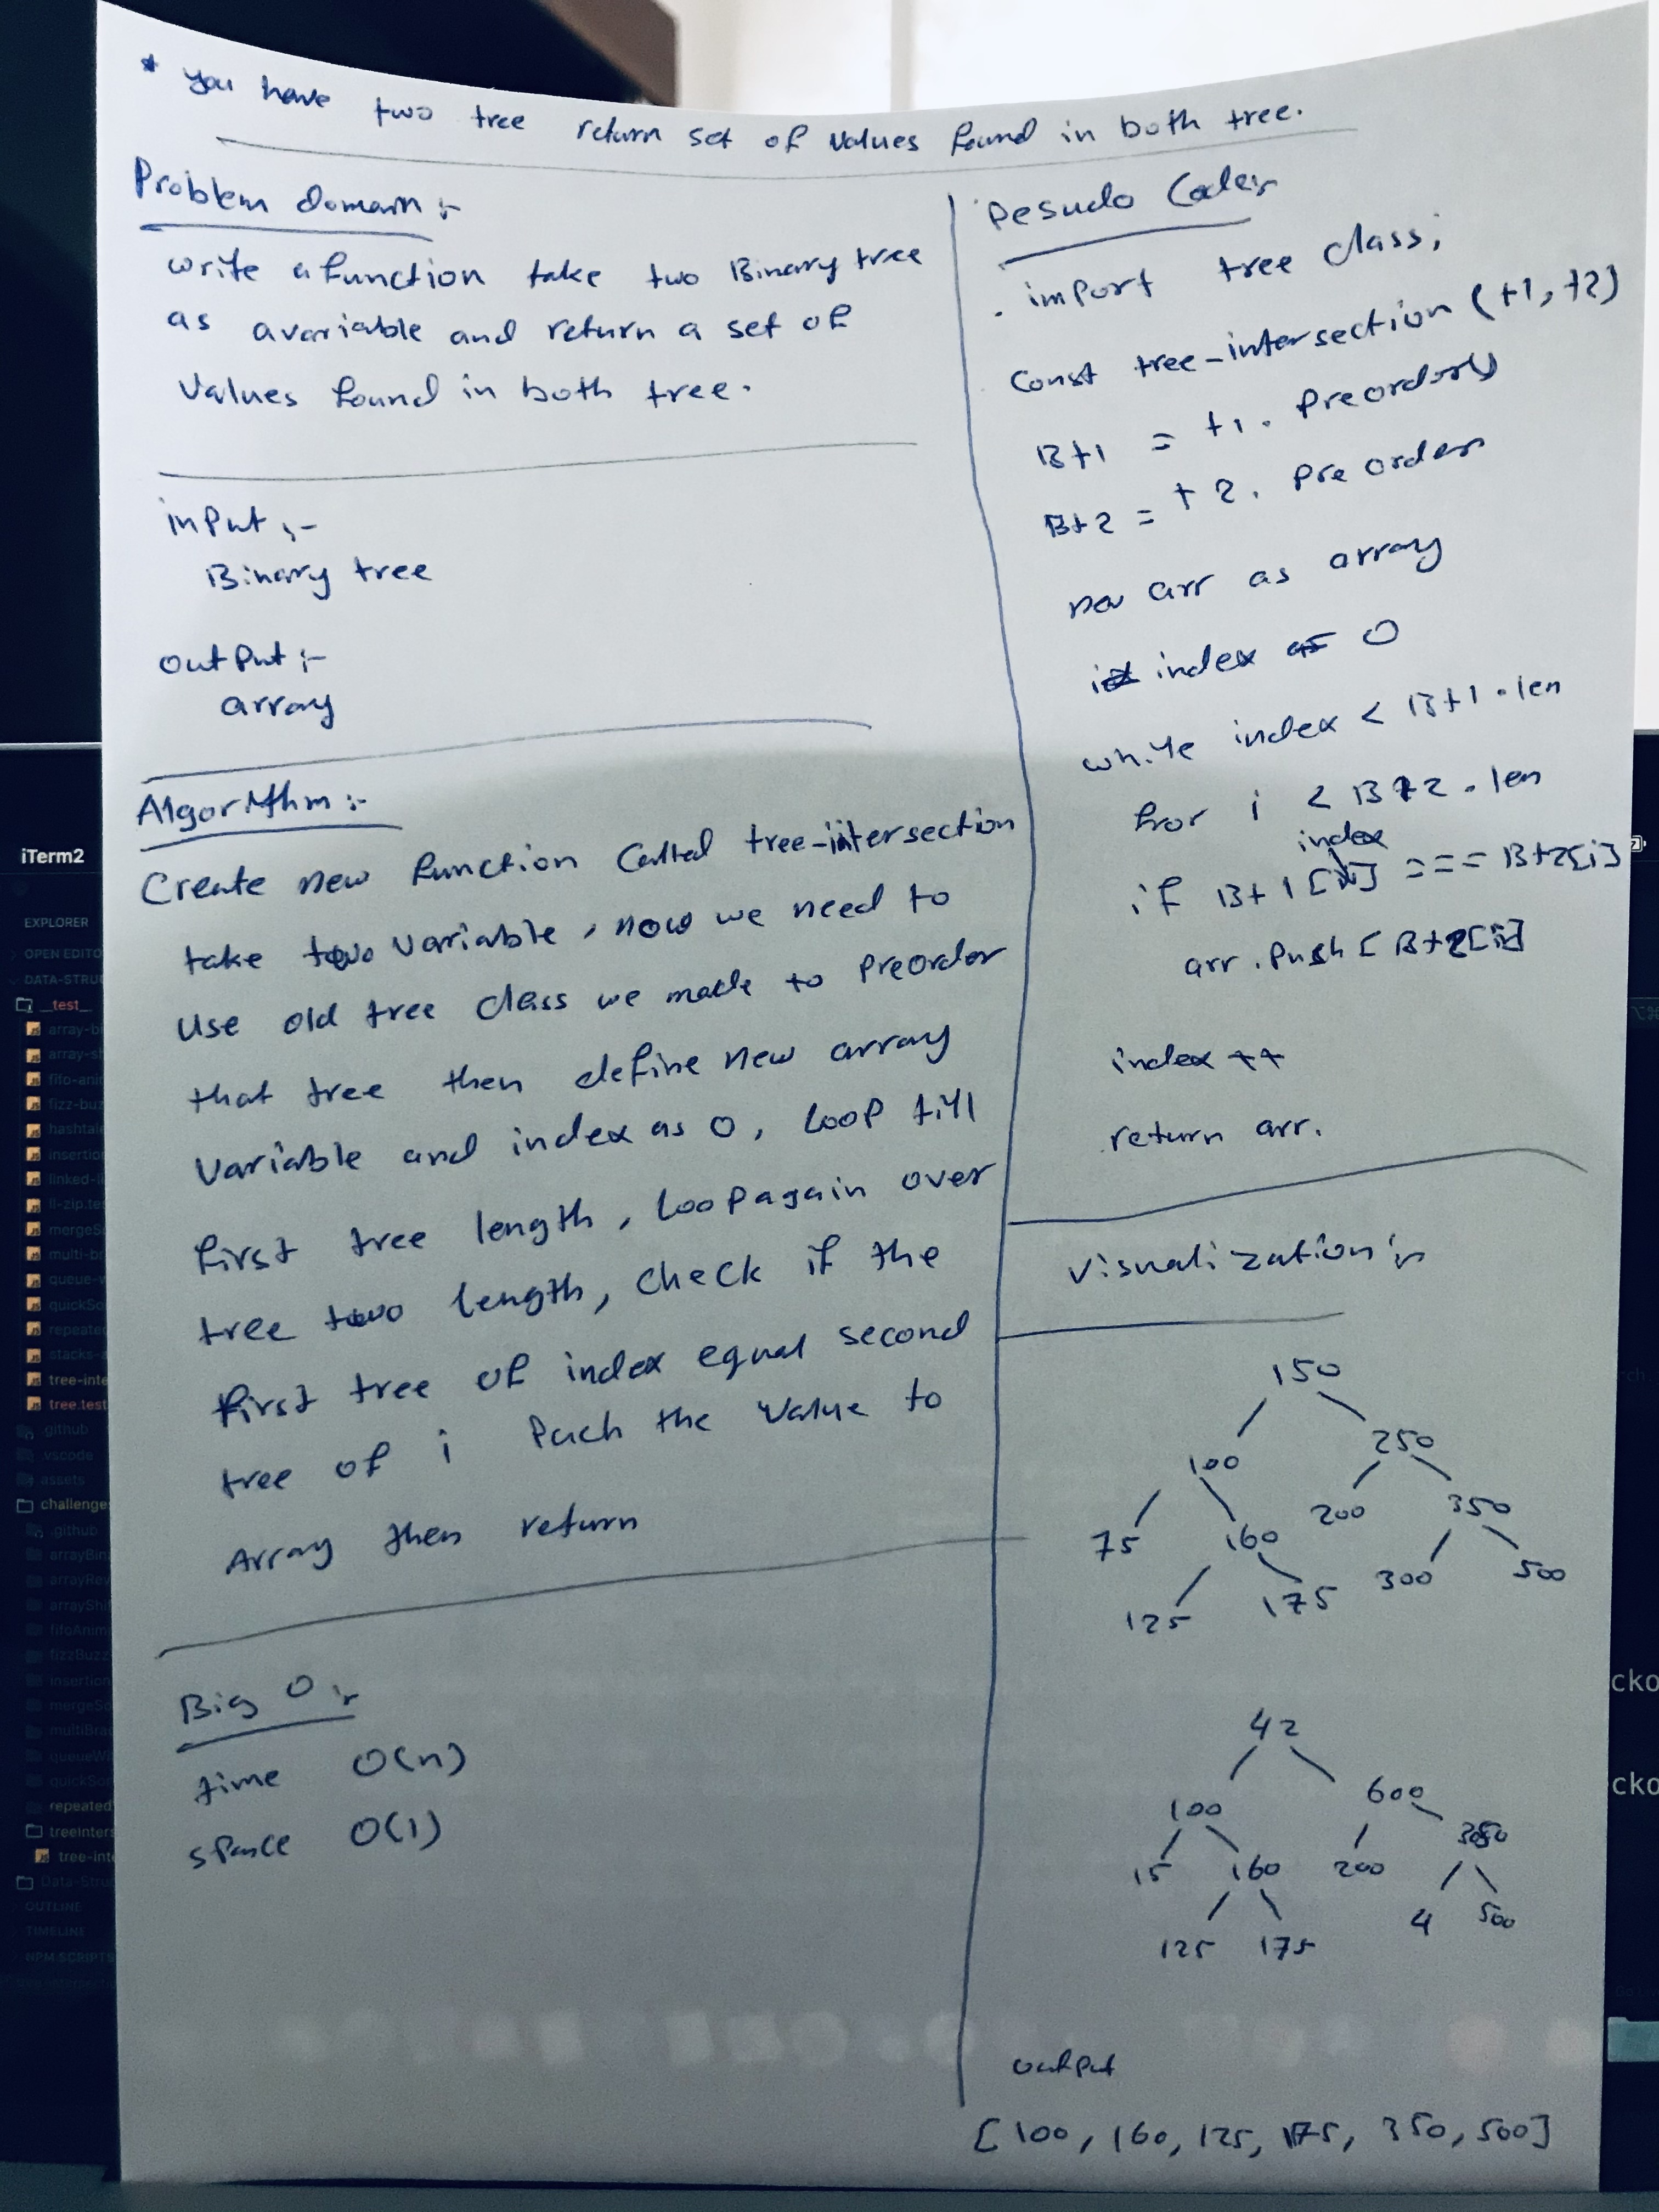 * you have two tree return set of values found in both tree.
Problem domain :-
write a function take two Binary tree
as a variable and return a set of
values found in both tree.
input :-
Binary tree
output :-
array
Algorithm :-
Create new function Called tree-intersection
take two variable, now we need to
use old tree class we made to preorder
that tree then define new array
variable and index as 0, Loop till
first tree length, Loop again over
tree two length, check if the
first tree of index equal second
tree of i Puch the value to
Array then return
Big O :-
time O(n)
space O(1)
Pesudo Code :-
import tree class;
Const tree-intersection (t1, t2)
Bt1 = t1. Preorder()
Bt2 = t2. Preorder
new arr as array
index as 0
while index < Bt1.len
for i < Bt2.len
index
if Bt1[] === Bt2[i]
arr.Push [Bt2[i]
index ++
return arr.
visualization :-
150
100 250
75 160 200 350
125 175 300 500
42
100 600
15 160 200 350
125 175 4 500
output
[100, 160, 125, 175, 350, 500]
iTerm2
EXPLORER
OPEN EDITO
DATA-STRU
__test__
array-bi
array-s
fifo-ani
fizz-bu
hashtal
insertio
linked-l
ll-zip.te
mergeS
multi-br
queue-w
quickSo
repeate
stacks-a
tree-inte
tree.test
.github
.vscode
assets
challenge
.github
arrayBin
arrayRev
arrayShi
fifoAnim
fizzBuzz
insertion
mergeSo
multiBrac
queueWi
quickSor
repeated
treeInters
tree-inte
Data-Stru
OUTLINE
TIMELINE
NPM SCRIPTS
cko
cko